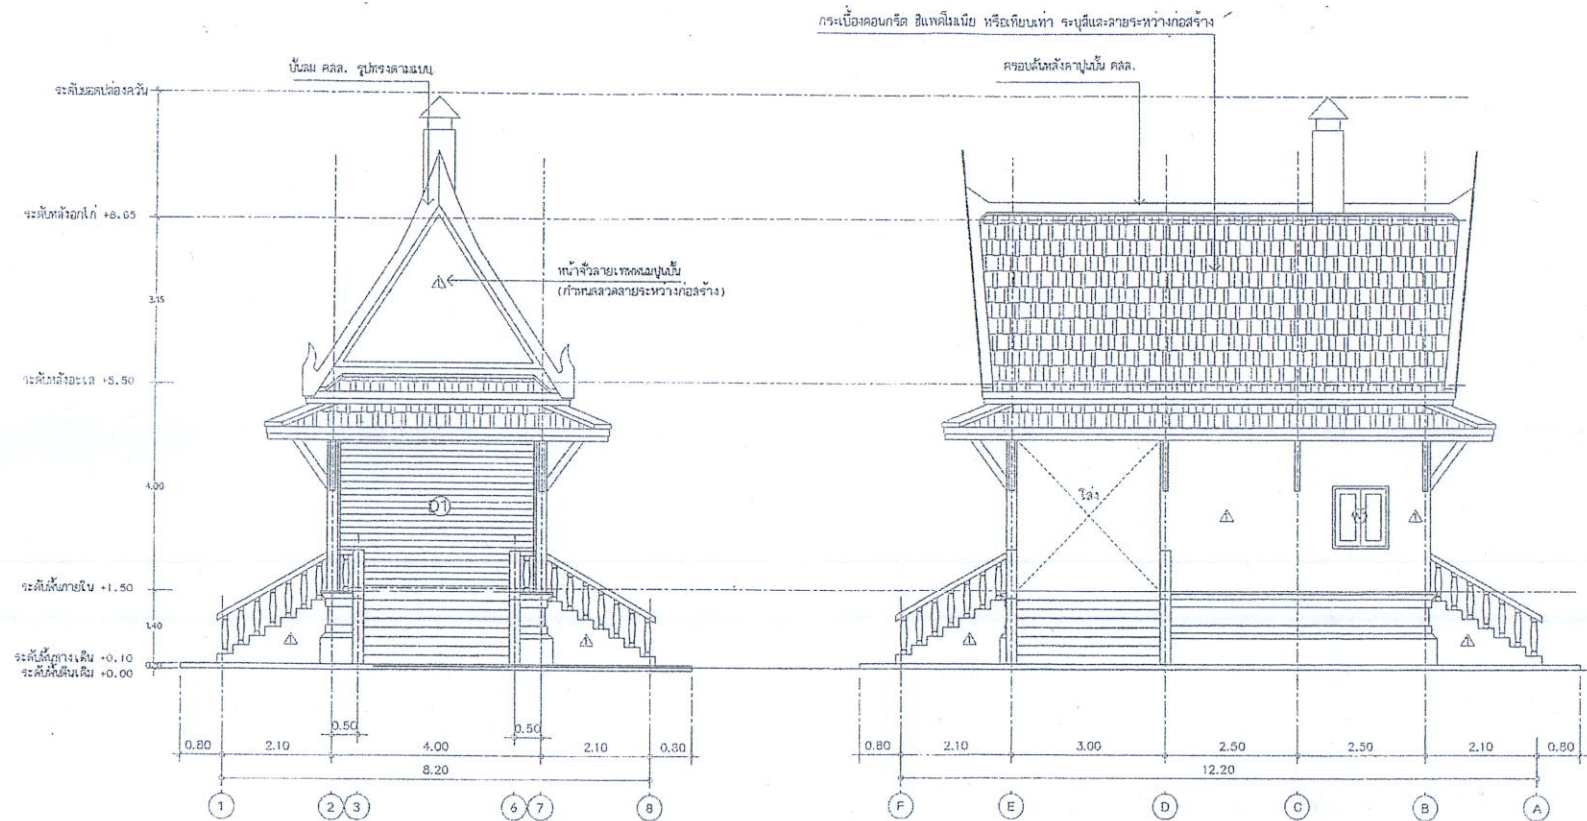 กระเบื้องคอนกรีต ซีแพคโมเนีย หรือเทียบเท่า ระบุสีและลายระหว่างก่อสร้าง
ปั้นลม คสล. รูปทรงตามแบบ
ครอบสันหลังคาปูนปั้น คสล.
ระดับยอดปล่องควัน
ระดับหลังอกไก่ +8.65
หน้าจั่วลายเทพพนมปูนปั้น
(กำหนดลวดลายระหว่างก่อสร้าง)
3.15
ระดับหลังอะเส +5.50
4.00
D1
โล่ง
ระดับพื้นภายใน +1.50
1.40
ระดับพื้นทางเดิน +0.10
ระดับพื้นดินเดิม +0.00
0.50 0.50
0.80 2.10 4.00 2.10 0.80
8.20
1 2 3 6 7 8
0.80 2.10 3.00 2.50 2.50 2.10 0.80
12.20
F E D C B A